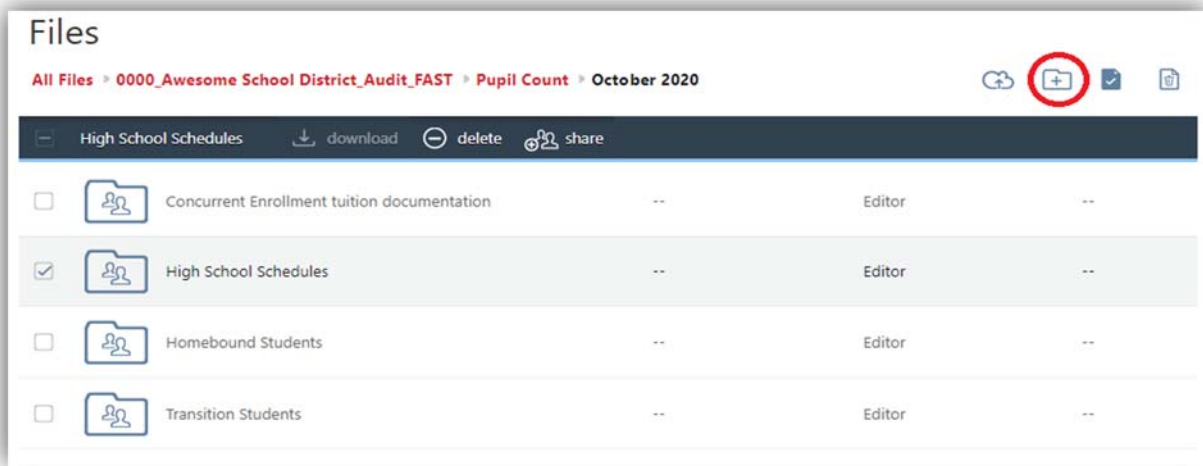 Files
All Files ▸ 0000_Awesome School District_Audit_FAST ▸ Pupil Count ▸ October 2020
High School Schedules download delete share
Concurrent Enrollment tuition documentation -- Editor --
High School Schedules -- Editor --
Homebound Students -- Editor --
Transition Students -- Editor --